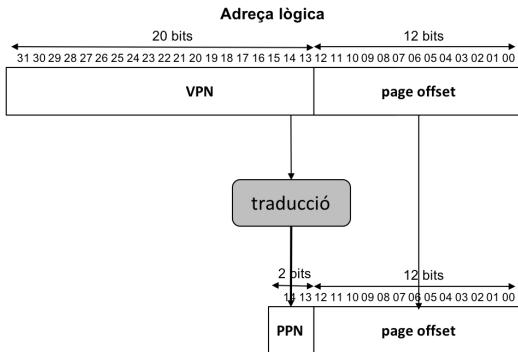 Adreça lògica
20 bits 12 bits
31 30 29 28 27 26 25 24 23 22 21 20 19 18 17 16 15 14 13 12 11 10 09 08 07 06 05 04 03 02 01 00
VPN page offset
traducció
2 bits 12 bits
14 13 12 11 10 09 08 07 06 05 04 03 02 01 00
PPN page offset